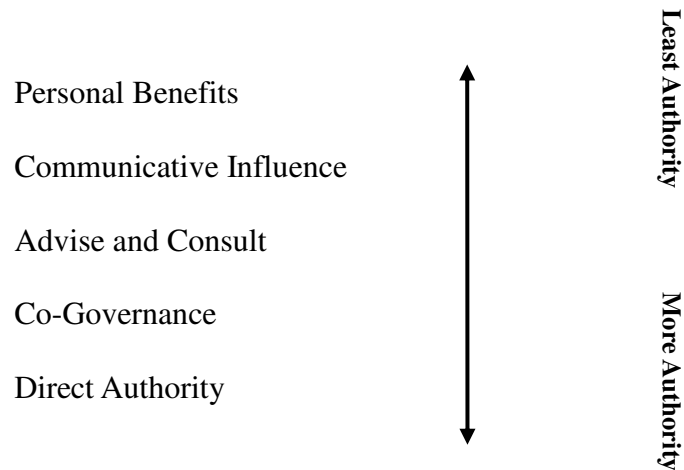 Personal Benefits
Communicative Influence
Advise and Consult
Co-Governance
Direct Authority
Least Authority
More Authority